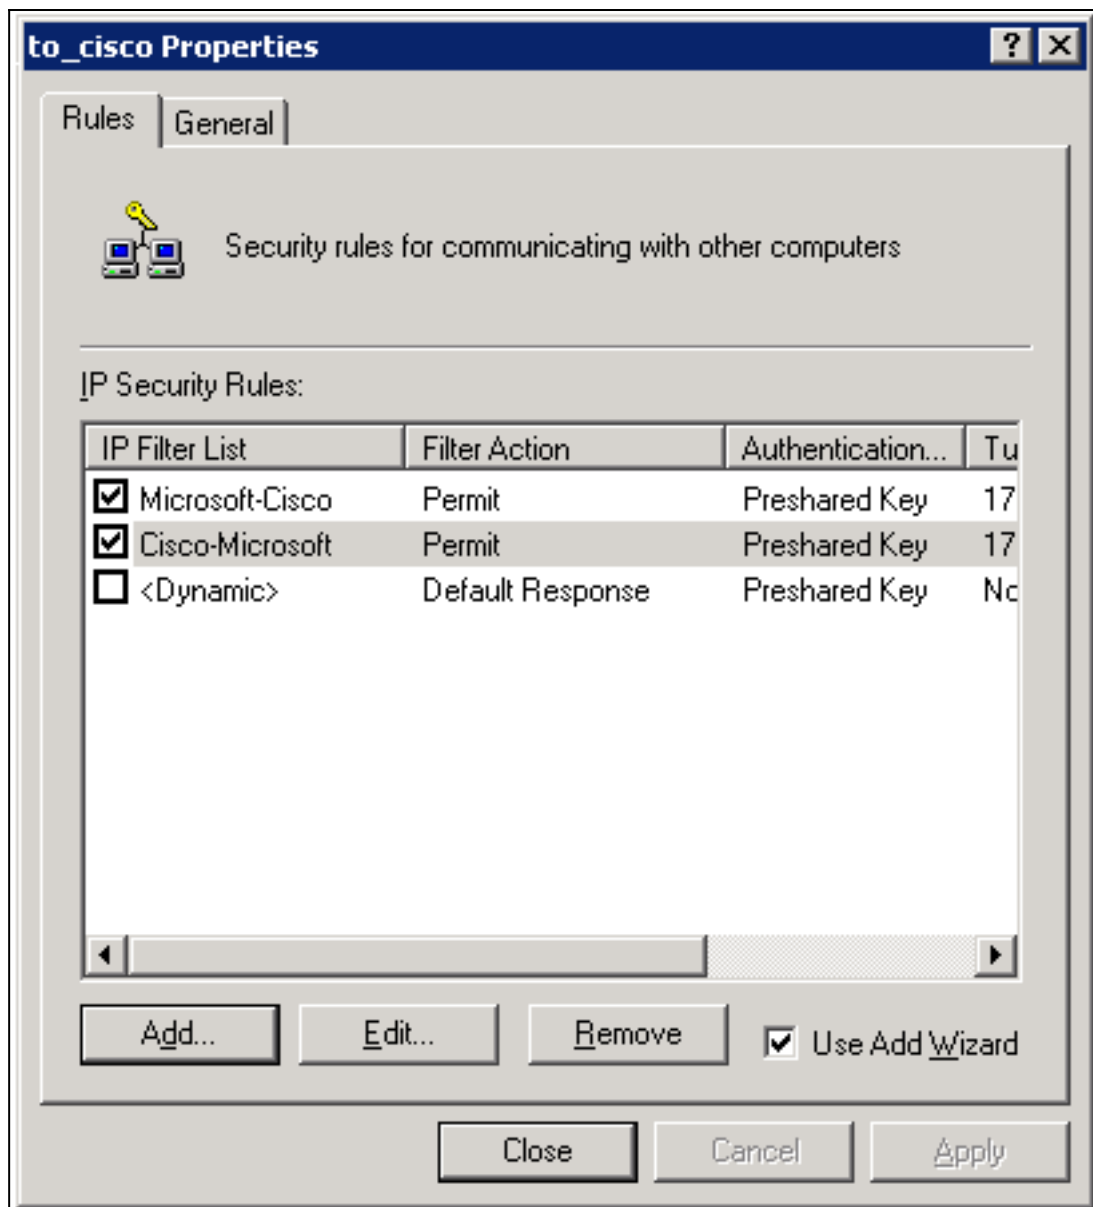 to_cisco Properties
Rules
General
Security rules for communicating with other computers
IP Security Rules:
IP Filter List Filter Action Authentication... Tu
Microsoft-Cisco Permit Preshared Key 17
Cisco-Microsoft Permit Preshared Key 17
<Dynamic> Default Response Preshared Key No
Add... Edit... Remove Use Add Wizard
Close Cancel Apply